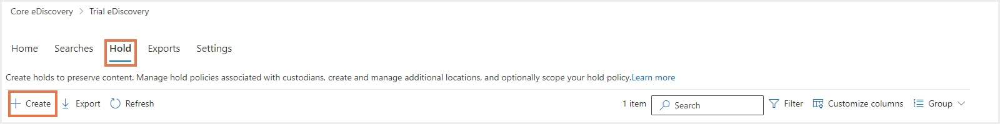 Core eDiscovery > Trial eDiscovery
Home Searches Hold Exports Settings
Create holds to preserve content. Manage hold policies associated with custodians, create and manage additional locations, and optionally scope your hold policy.Learn more
+ Create Export Refresh 1 item Search Filter Customize columns Group